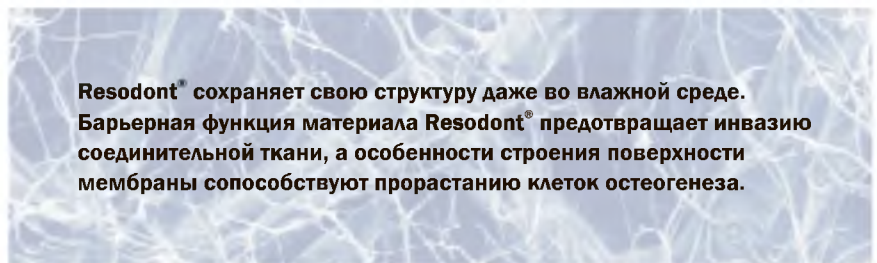 Resodont® сохраняет свою структуру даже во влажной среде.
Барьерная функция материала Resodont® предотвращает инвазию
соединительной ткани, а особенности строения поверхности
мембраны сопособствуют прорастанию клеток остеогенеза.